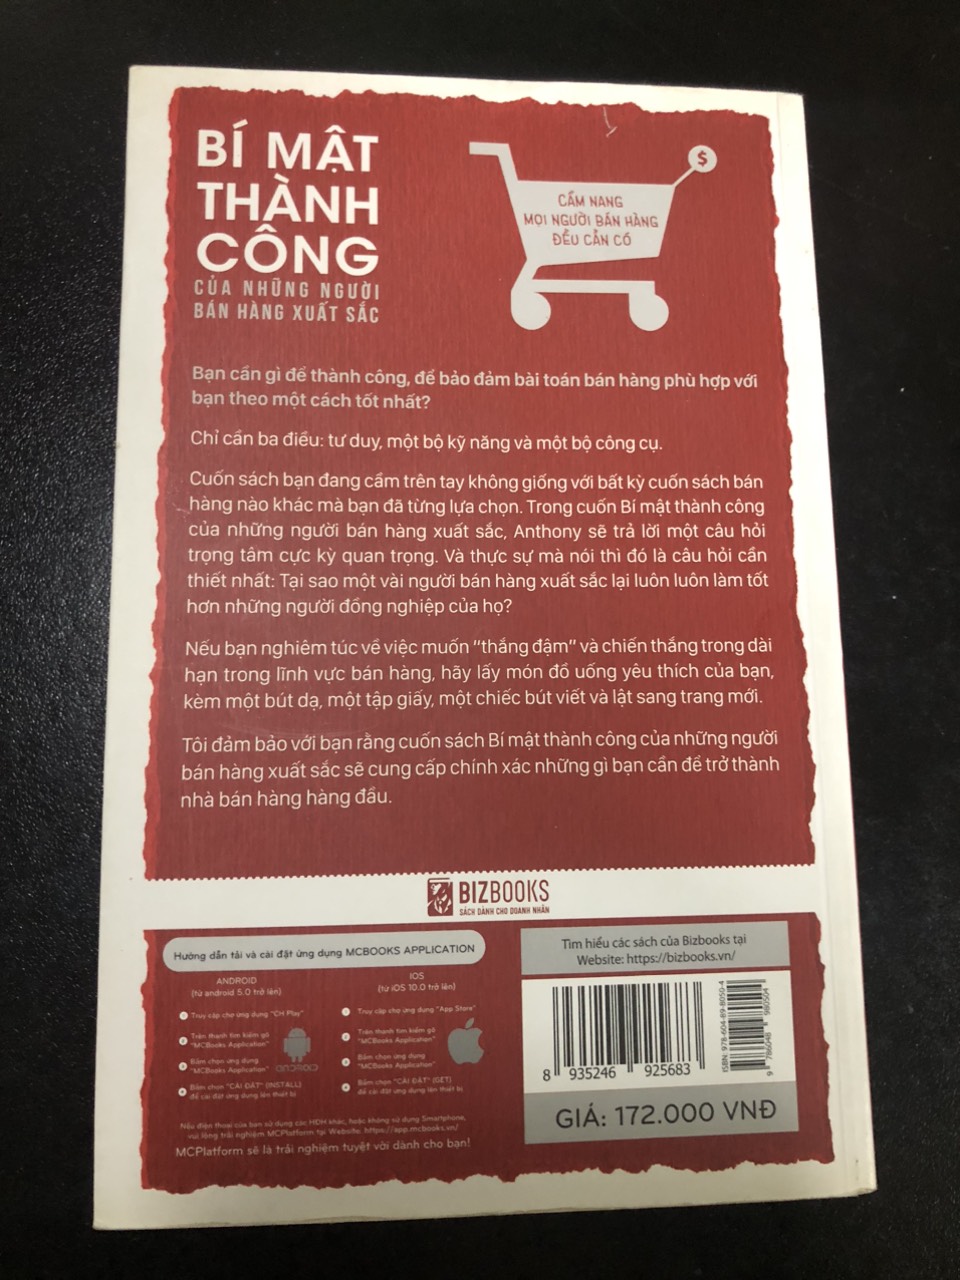 BÍ MẬT
THÀNH
CÔNG
CỦA NHỮNG NGƯỜI
BÁN HÀNG XUẤT SẮC
$
CẨM NANG
MỌI NGƯỜI BÁN HÀNG
ĐỀU CẦN CÓ
Bạn cần gì để thành công, để bảo đảm bài toán bán hàng phù hợp với
bạn theo một cách tốt nhất?
Chỉ cần ba điều: tư duy, một bộ kỹ năng và một bộ công cụ.
Cuốn sách bạn đang cầm trên tay không giống với bất kỳ cuốn sách bán
hàng nào khác mà bạn đã từng lựa chọn. Trong cuốn Bí mật thành công
của những người bán hàng xuất sắc, Anthony sẽ trả lời một câu hỏi
trọng tâm cực kỳ quan trọng. Và thực sự mà nói thì đó là câu hỏi cần
thiết nhất: Tại sao một vài người bán hàng xuất sắc lại luôn luôn làm tốt
hơn những người đồng nghiệp của họ?
Nếu bạn nghiêm túc về việc muốn "thắng đậm" và chiến thắng trong dài
hạn trong lĩnh vực bán hàng, hãy lấy món đồ uống yêu thích của bạn,
kèm một bút dạ, một tập giấy, một chiếc bút viết và lật sang trang mới.
Tôi đảm bảo với bạn rằng cuốn sách Bí mật thành công của những người
bán hàng xuất sắc sẽ cung cấp chính xác những gì bạn cần để trở thành
nhà bán hàng hàng đầu.
BIZBOOKS
SÁCH DÀNH CHO DOANH NHÂN
Hướng dẫn tải và cài đặt ứng dụng MCBOOKS APPLICATION
ANDROID
(từ android 5.0 trở lên)
Truy cập chợ ứng dụng "CH Play"
Trên thanh tìm kiếm gõ
"MCBooks Application"
Bấm chọn ứng dụng
"MCBooks Application"
Bấm chọn "CÀI ĐẶT" (INSTALL)
để cài đặt ứng dụng lên thiết bị
ANDROID
IOS
(từ iOS 10.0 trở lên)
Truy cập chợ ứng dụng "App Store"
Trên thanh tìm kiếm gõ
"MCBooks Application"
Bấm chọn ứng dụng
"MCBooks Application"
Bấm chọn "CÀI ĐẶT" (GET)
để cài đặt ứng dụng lên thiết bị
Nếu điện thoại của bạn sử dụng các HĐH khác, hoặc không sử dụng Smartphone,
vui lòng trải nghiệm MCPlatform tại Website: https://app.mcbooks.vn/
MCPlatform sẽ là trải nghiệm tuyệt vời dành cho bạn!
Tìm hiểu các sách của Bizbooks tại
Website: https://bizbooks.vn/
8 935246 925683
ISBN: 978-604-89-8050-4
9 786048 980504
GIÁ: 172.000 VNĐ